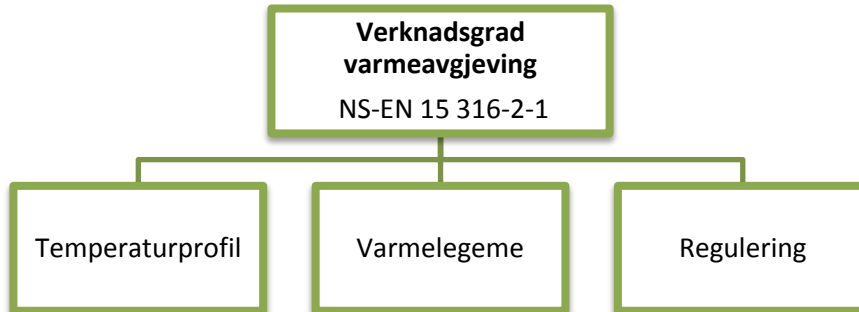 Verknadsgrad
varmeavgjeving
NS-EN 15 316-2-1
Temperaturprofil
Varmelegeme
Regulering